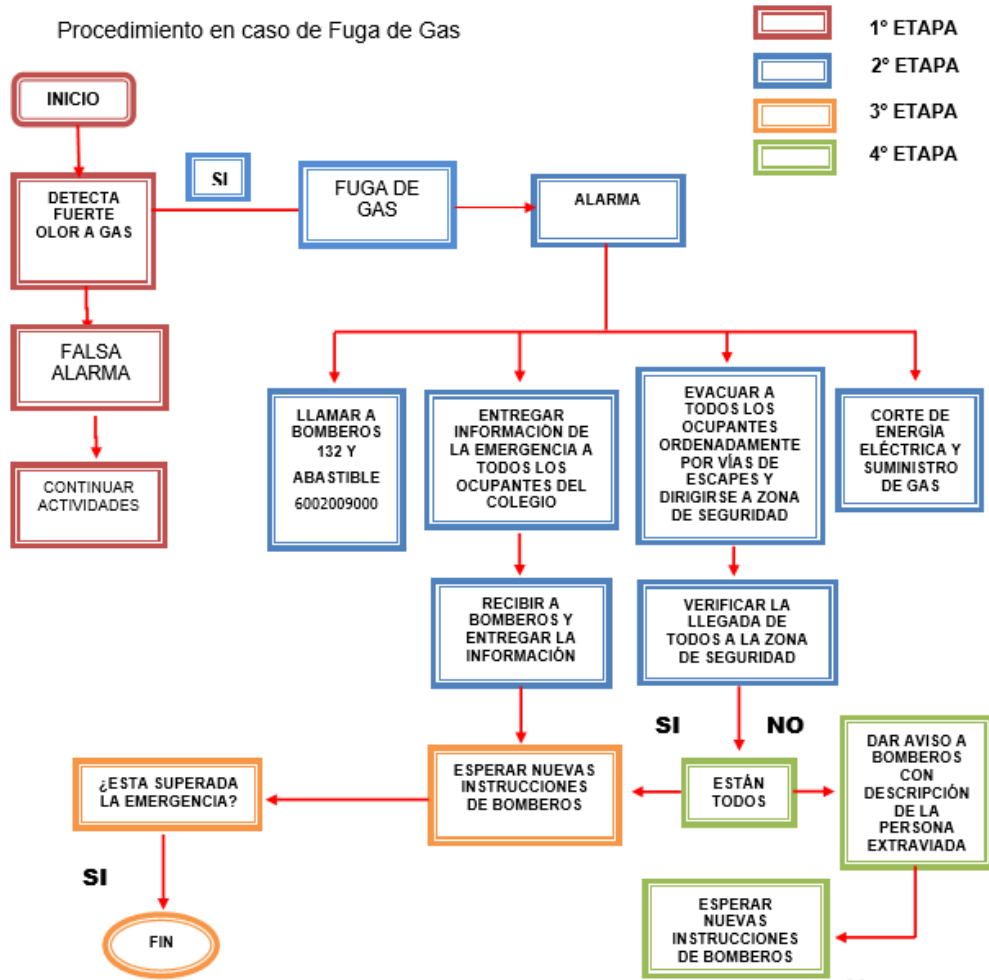 Procedimiento en caso de Fuga de Gas
1° ETAPA
2° ETAPA
3° ETAPA
4° ETAPA
INICIO
DETECTA
FUERTE
OLOR A GAS
SI
FUGA DE
GAS
ALARMA
FALSA
ALARMA
CONTINUAR
ACTIVIDADES
LLAMAR A
BOMBEROS
132 Y
ABASTIBLE
6002009000
ENTREGAR
INFORMACIÓN DE
LA EMERGENCIA A
TODOS LOS
OCUPANTES DEL
COLEGIO
EVACUAR A
TODOS LOS
OCUPANTES
ORDENADAMENTE
POR VÍAS DE
ESCAPES Y
DIRIGIRSE A ZONA
DE SEGURIDAD
CORTE DE
ENERGÌA
ELÉCTRICA Y
SUMINISTRO
DE GAS
RECIBIR A
BOMBEROS Y
ENTREGAR LA
INFORMACIÓN
VERIFICAR LA
LLEGADA DE
TODOS A LA ZONA
DE SEGURIDAD
SI
NO
¿ESTA SUPERADA
LA EMERGENCIA?
ESPERAR NUEVAS
INSTRUCCIONES
DE BOMBEROS
ESTÁN
TODOS
DAR AVISO A
BOMBEROS
CON
DESCRIPCIÓN
DE LA
PERSONA
EXTRAVIADA
SI
FIN
ESPERAR
NUEVAS
INSTRUCCIONES
DE BOMBEROS